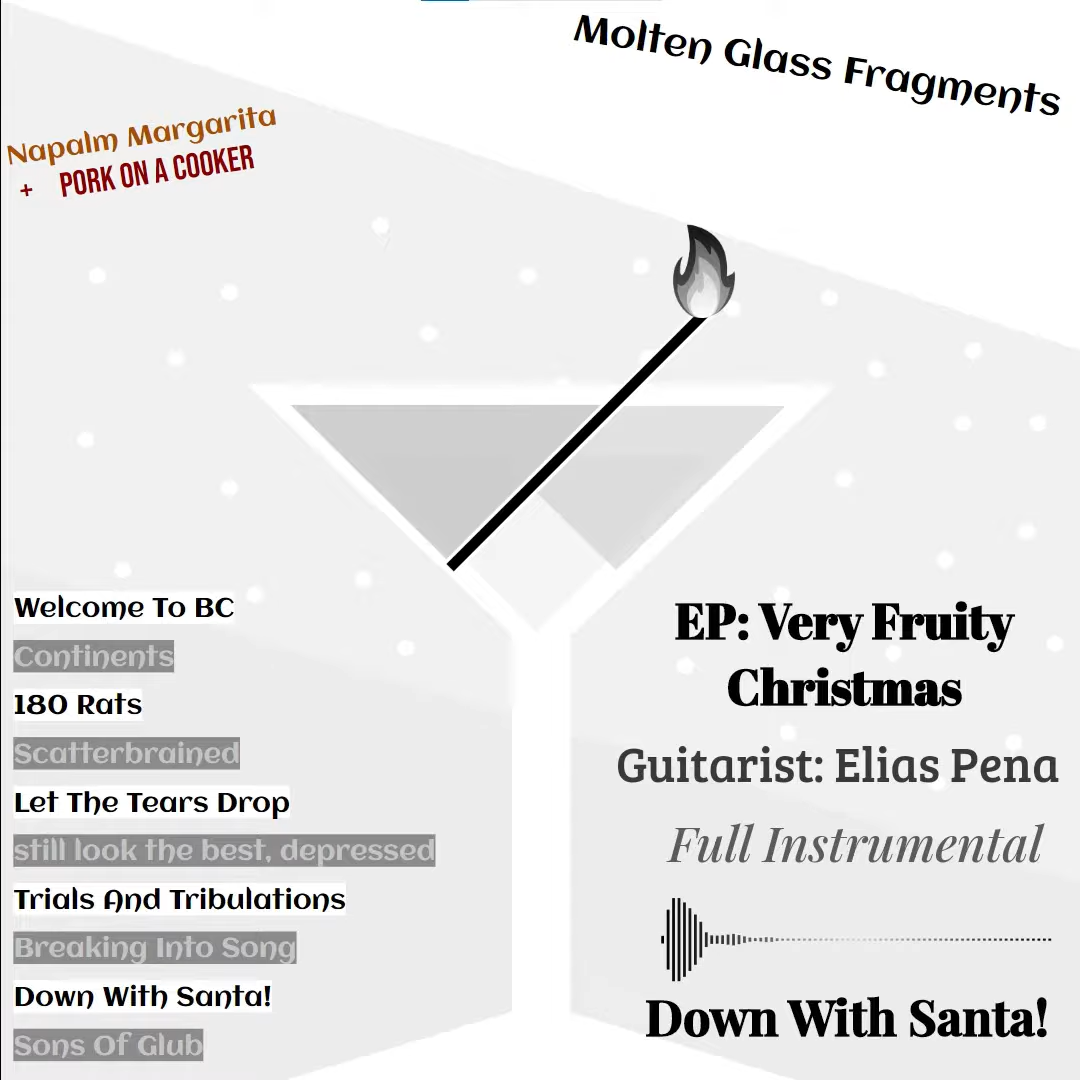 Molten Glass Fragments
Napalm Margarita
+ PORK ON A COOKER
Welcome To BC
Continents
180 Rats
Scatterbrained
Let The Tears Drop
still look the best, depressed
Trials And Tribulations
Breaking Into Song
Down With Santa!
Sons Of Glub
EP: Very Fruity
Christmas
Guitarist: Elias Pena
Full Instrumental
Down With Santa!